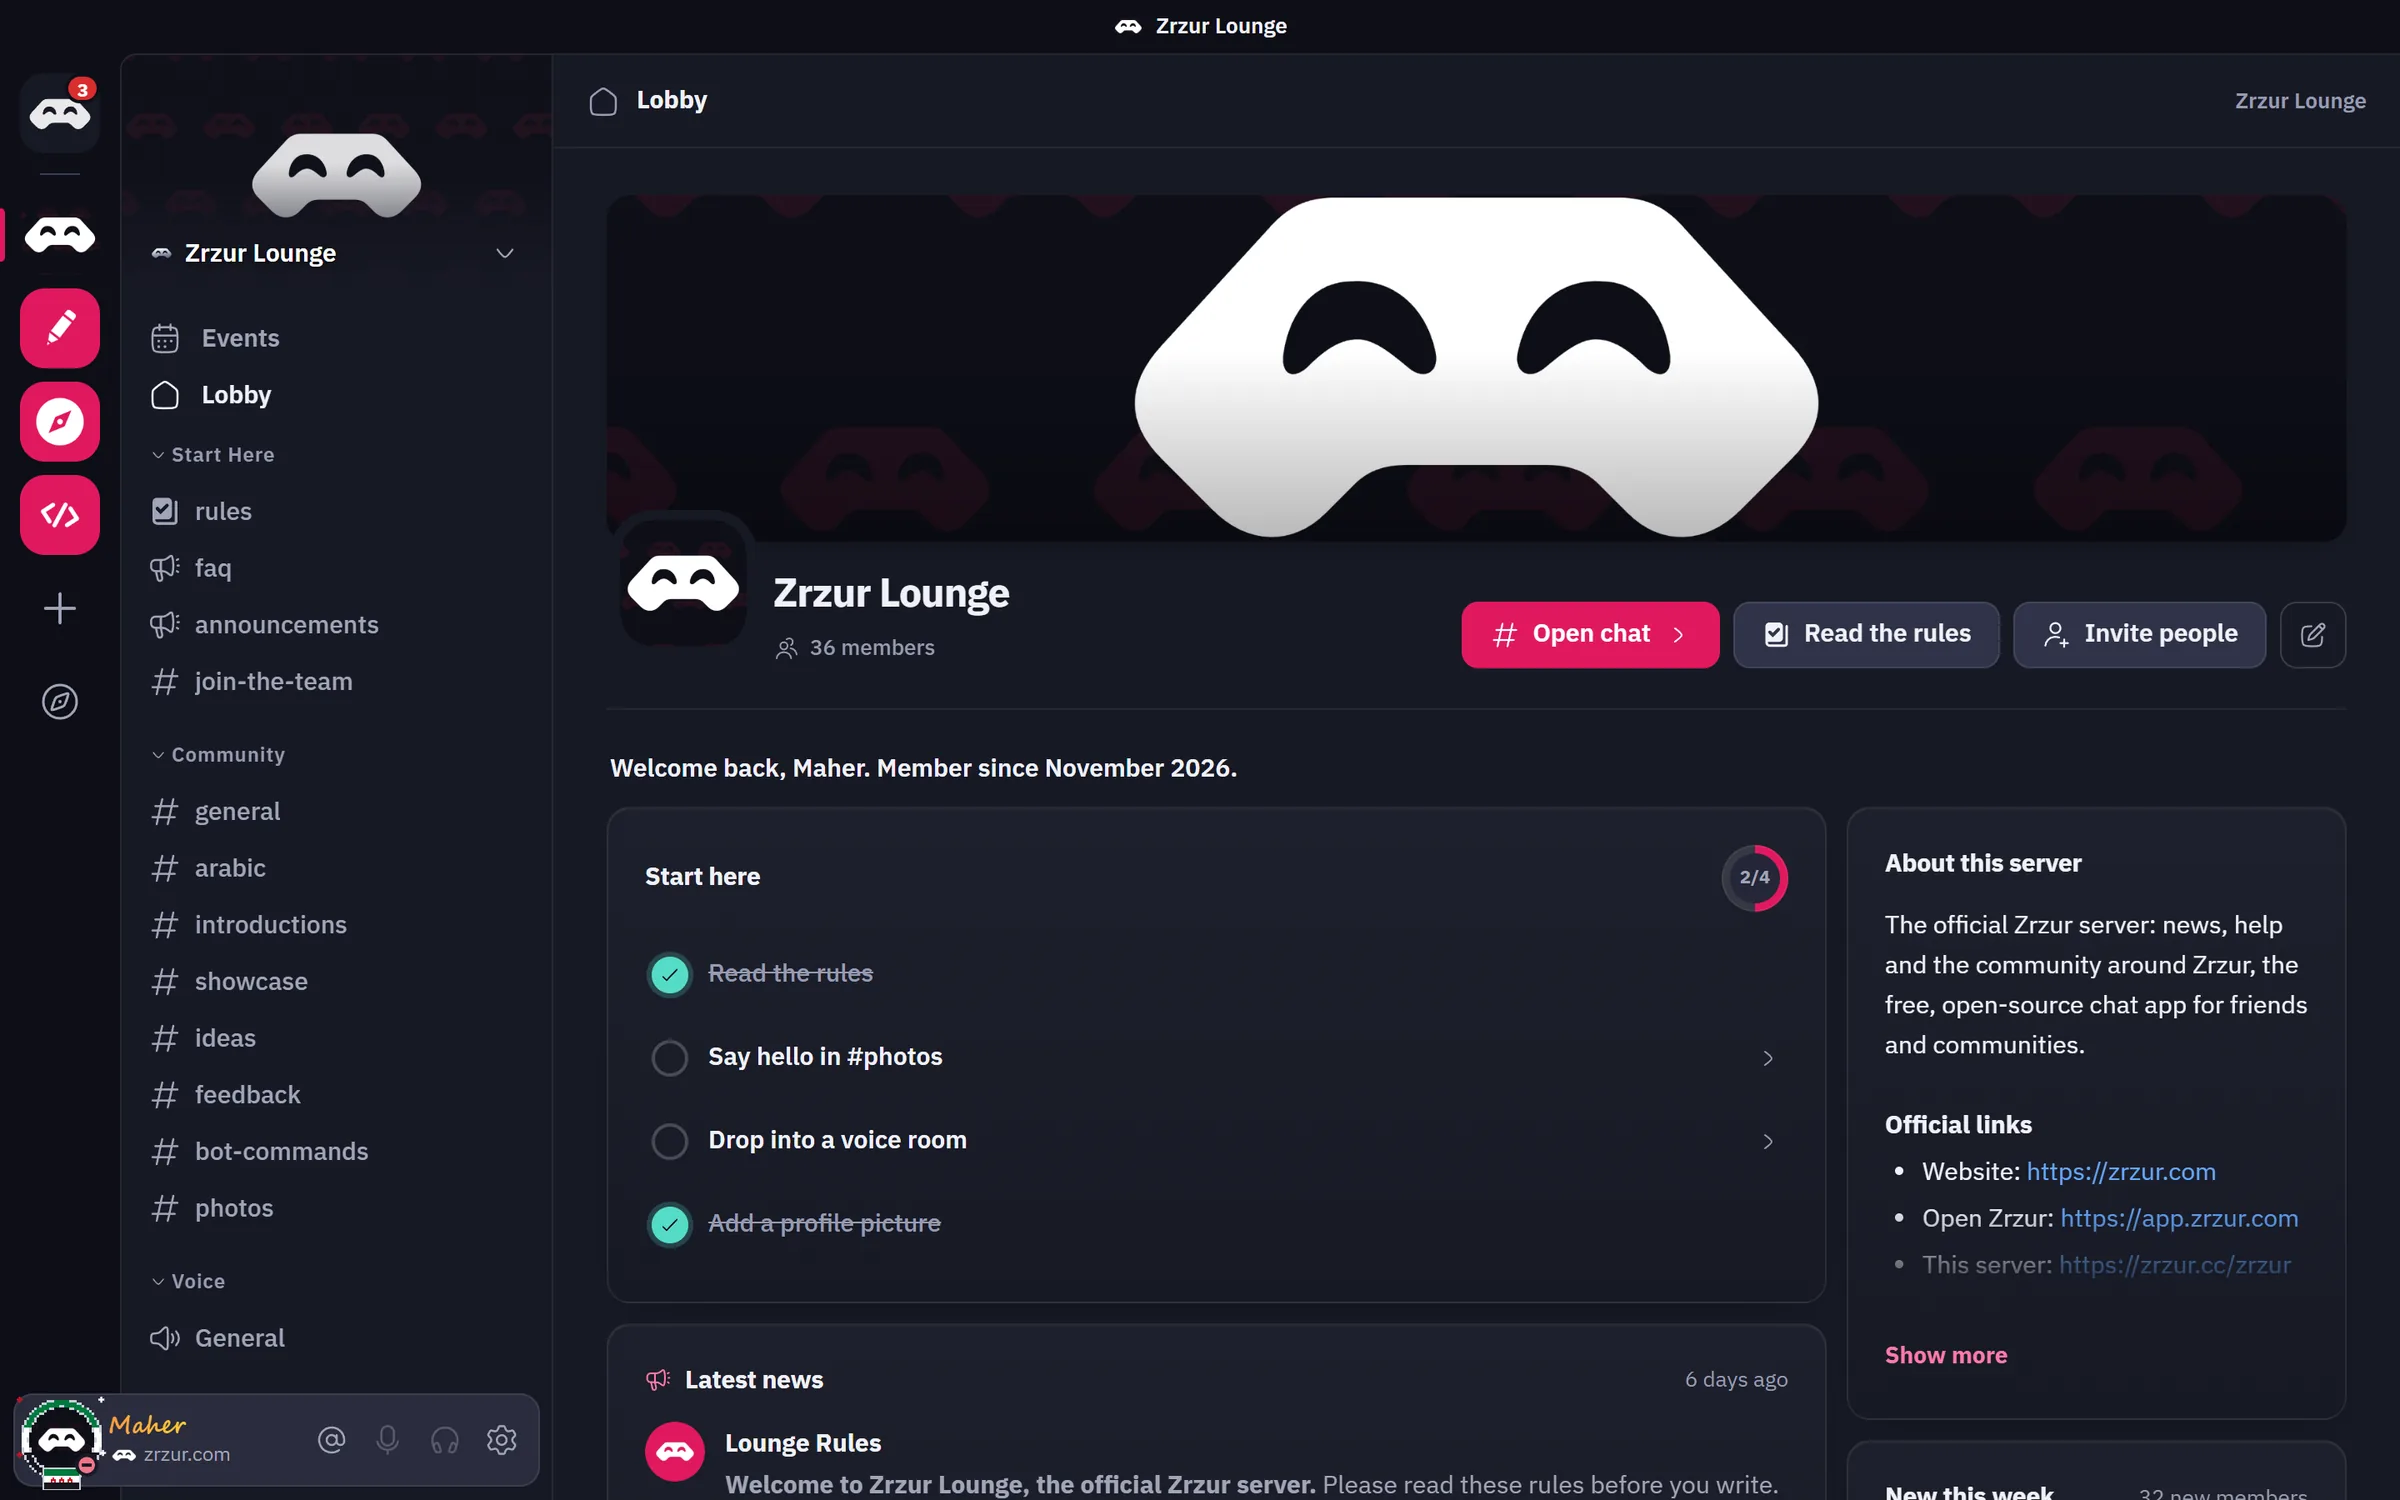 Zrzur Lounge
3
Zrzur Lounge
Events
Lobby
Start Here
rules
faq
announcements
join-the-team
Community
general
arabic
introductions
showcase
ideas
feedback
bot-commands
photos
Voice
General
Maher
zrzur.com
Lobby
Zrzur Lounge
Zrzur Lounge
36 members
Open chat
Read the rules
Invite people
Welcome back, Maher. Member since November 2026.
Start here
2/4
Read the rules
Say hello in #photos
Drop into a voice room
Add a profile picture
Latest news
6 days ago
Lounge Rules
Welcome to Zrzur Lounge, the official Zrzur server. Please read these rules before you write.
About this server
The official Zrzur server: news, help
and the community around Zrzur, the
free, open-source chat app for friends
and communities.
Official links
• Website: https://zrzur.com
• Open Zrzur: https://app.zrzur.com
• This server: https://zrzur.cc/zrzur
Show more
New this week
32 new members